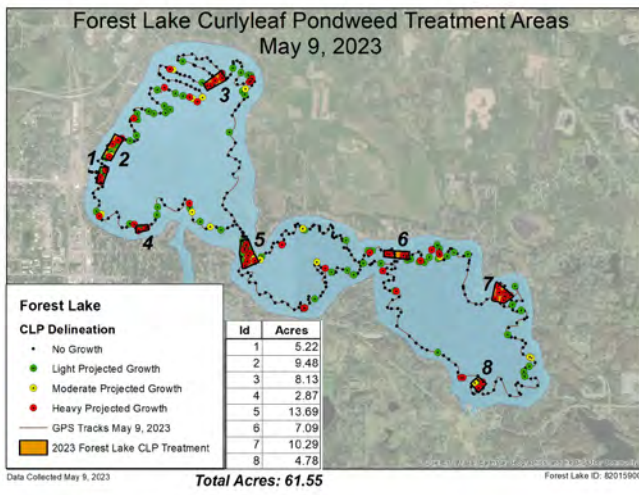 Forest Lake Curlyleaf Pondweed Treatment Areas
May 9, 2023
3
1
2
4
5
6
7
8
Forest Lake
CLP Delineation
No Growth
Light Projected Growth
Moderate Projected Growth
Heavy Projected Growth
GPS Tracks May 9, 2023
2023 Forest Lake CLP Treatment
Id Acres
1 5.22
2 9.48
3 8.13
4 2.87
5 13.69
6 7.09
7 10.29
8 4.78
Data Collected May 9, 2023
Total Acres: 61.55
Forest Lake ID: 82015900